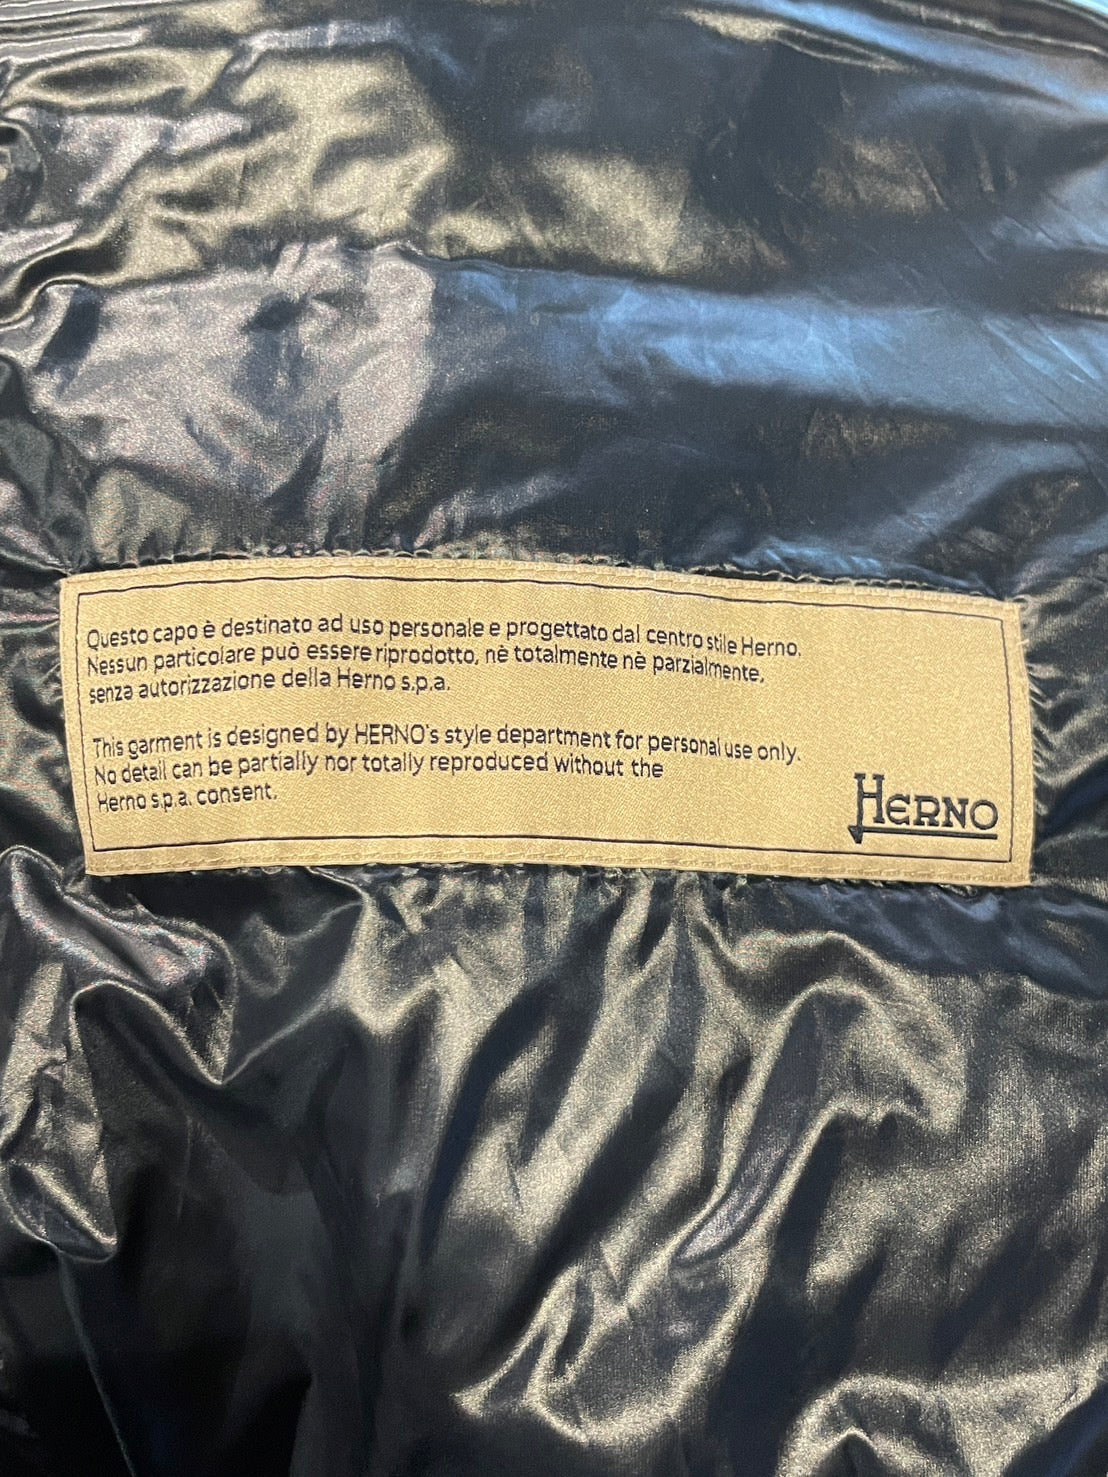 Questo capo è destinato ad uso personale e progettato dal centro stile Herno.
Nessun particolare può essere riprodotto, nè totalmente nè parzialmente,
senza autorizzazione della Herno s.p.a.
This garment is designed by HERNO's style department for personal use only.
No detail can be partially nor totally reproduced without the
Herno s.p.a. consent.
HERNO